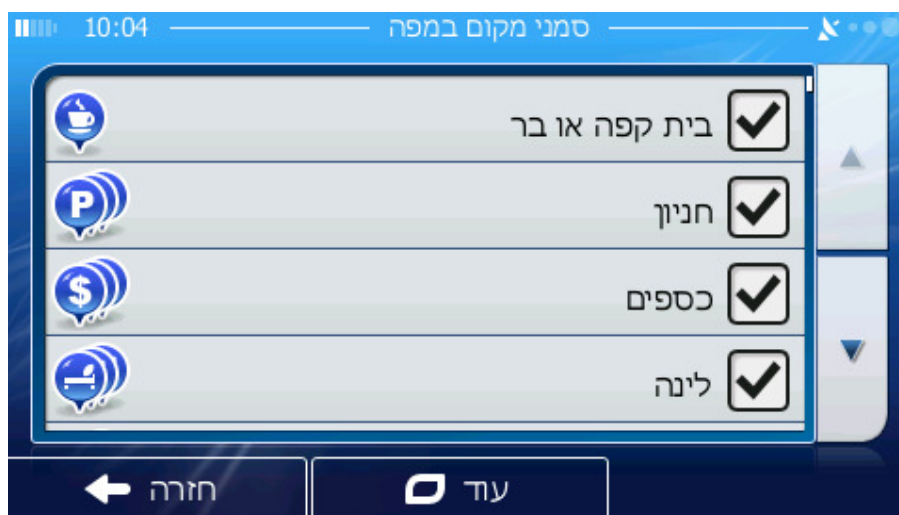 10:04 סמני מקום במפה
בית קפה או בר
P חניון
$ כספים
לינה
עוד
חזרה